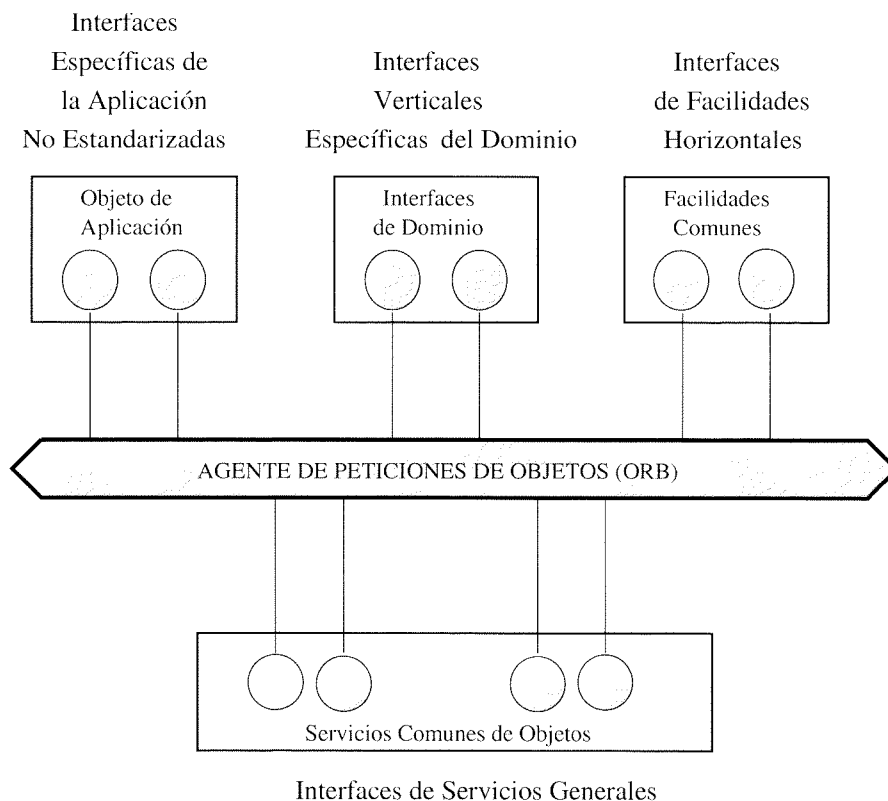 Interfaces
Específicas de
la Aplicación
No Estandarizadas
Interfaces
Verticales
Específicas del Dominio
Interfaces
de Facilidades
Horizontales
Objeto de
Aplicación
Interfaces
de Dominio
Facilidades
Comunes
AGENTE DE PETICIONES DE OBJETOS (ORB)
Servicios Comunes de Objetos
Interfaces de Servicios Generales